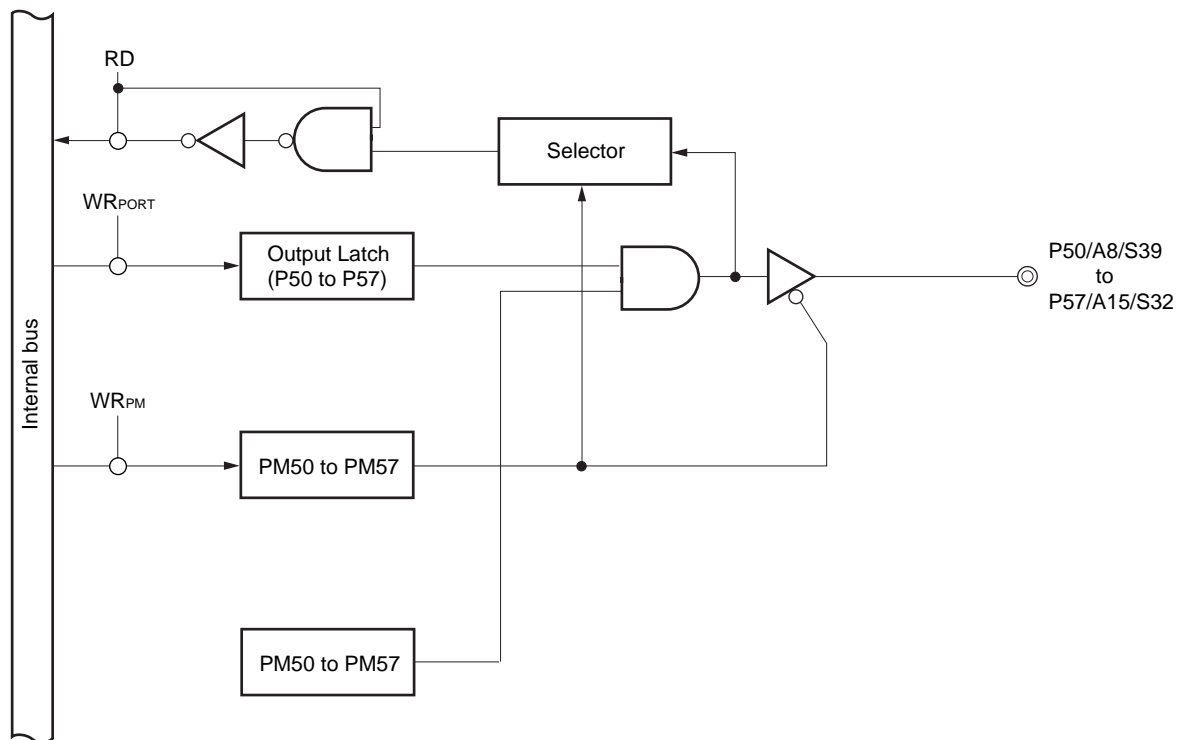 RD
Selector
WRPORT
Output Latch
(P50 to P57)
P50/A8/S39
to
P57/A15/S32
Internal bus
WRPM
PM50 to PM57
PM50 to PM57